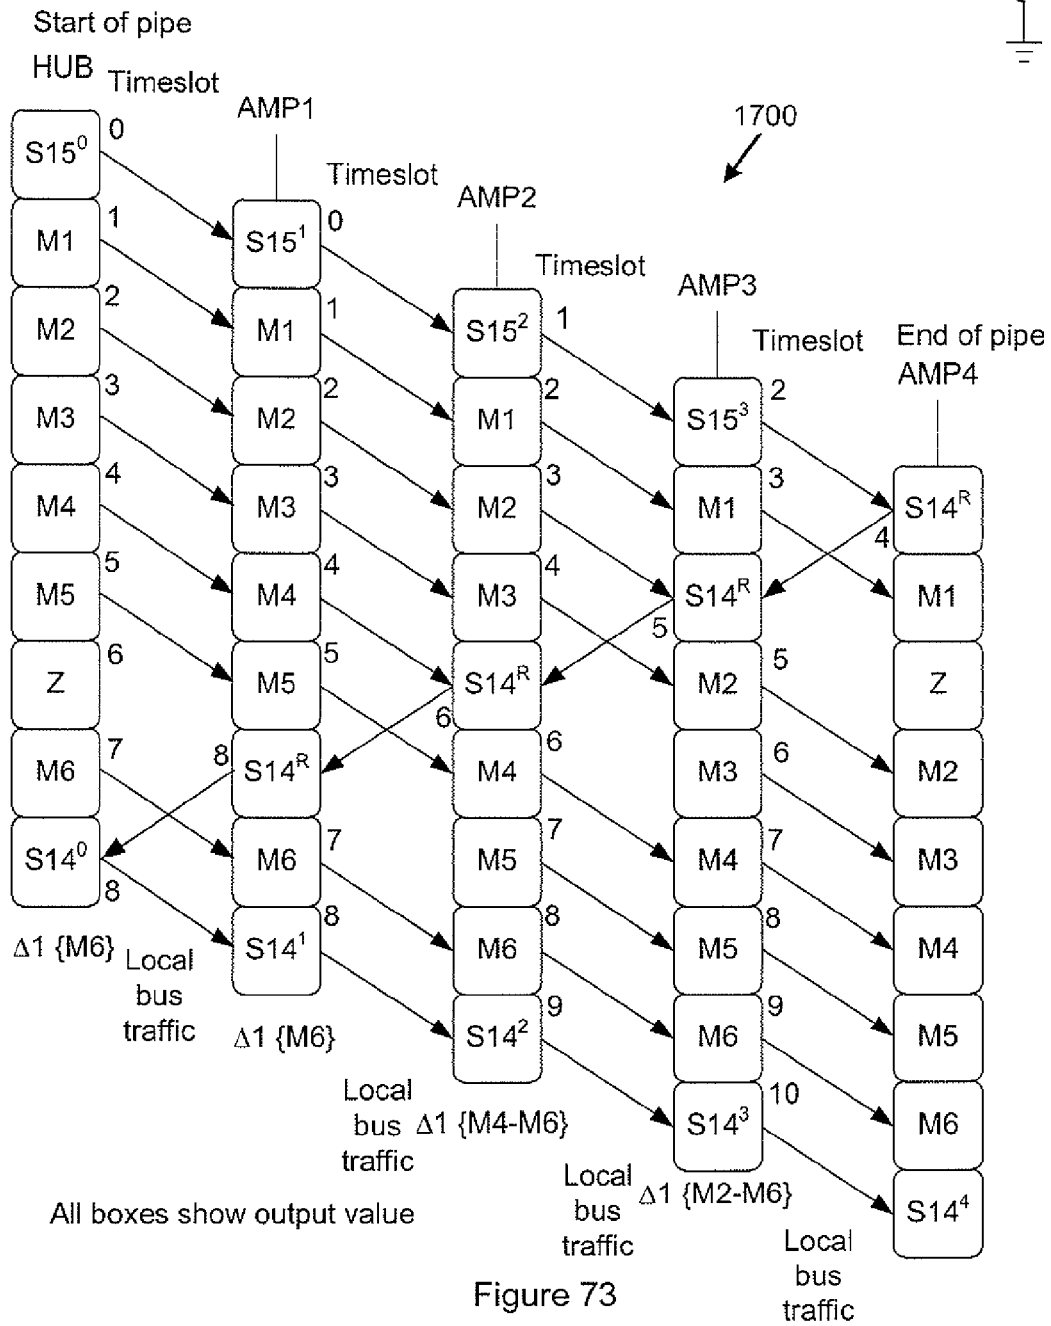 Start of pipe
HUB Timeslot
AMP1
1700
Timeslot
AMP2
Timeslot
AMP3
Timeslot
End of pipe
AMP4
S15⁰ 0
M1 1
M2 2
M3 3
M4 4
M5 5
Z 6
M6 7
S14⁰ 8
Δ1 {M6}
Local
bus
traffic
S15¹ 0
M1 1
M2 2
M3 3
M4 4
M5 5
8 S14ᴿ
M6 7
S14¹ 8
Δ1 {M6}
Local
bus
traffic
S15² 1
M1 2
M2 3
M3 4
S14ᴿ
6
M4 6
M5 7
M6 8
S14² 9
Δ1 {M4-M6}
Local
bus
traffic
S15³ 2
M1 3
S14ᴿ
5
M2 5
M3 6
M4 7
M5 8
M6 9
S14³ 10
Δ1 {M2-M6}
Local
bus
traffic
S14ᴿ
4
M1
Z
M2
M3
M4
M5
M6
S14⁴
All boxes show output value
Figure 73